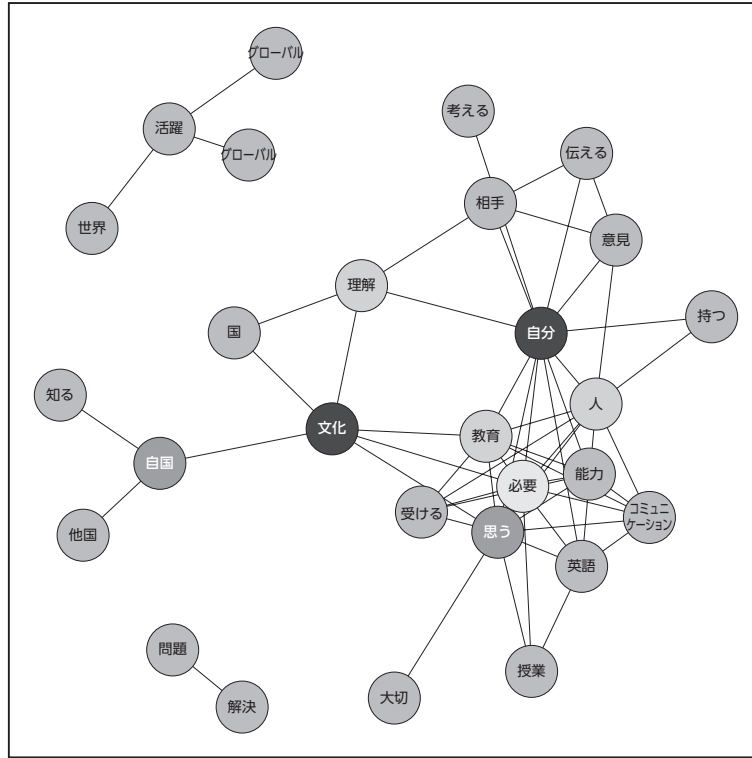 グローバル
活躍
グローバル
世界
考える
伝える
相手
意見
理解
国
自分
持つ
知る
人
文化
教育
自国
能力
必要
受ける
コミュニ
ケーション
思う
他国
英語
問題
授業
解決
大切